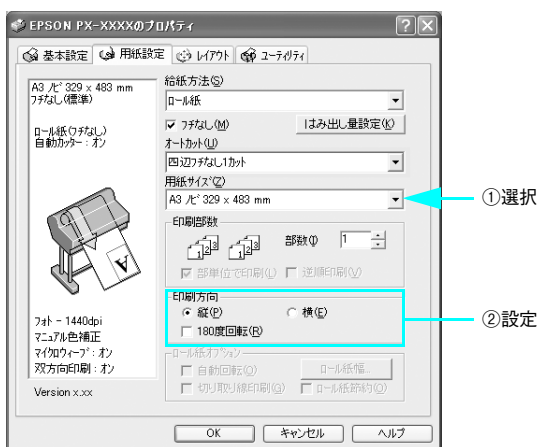 EPSON PX-XXXXのプロパティ
基本設定 用紙設定 レイアウト ユーティリティ
A3 ノビ 329 x 483 mm
フチなし(標準)
ロール紙(フチなし)
自動カッター : オン
A
フォト - 1440dpi
マニュアル色補正
マイクロウィーブ : オン
双方向印刷 : オン
Version x.xx
給紙方法(S)
ロール紙
フチなし(M) はみ出し量設定(K)
オートカット(U)
四辺フチなし1カット
用紙サイズ(Z)
A3 ノビ 329 x 483 mm
①選択
印刷部数
1 2 3 1 2 3 部数(I) 1
部単位で印刷(L) 逆順印刷(V)
印刷方向
縦(P) 横(E)
180度回転(R)
②設定
ロール紙オプション
自動回転(O) ロール紙幅...
切り取り線印刷(G) ロール紙節約(O)
OK キャンセル ヘルプ